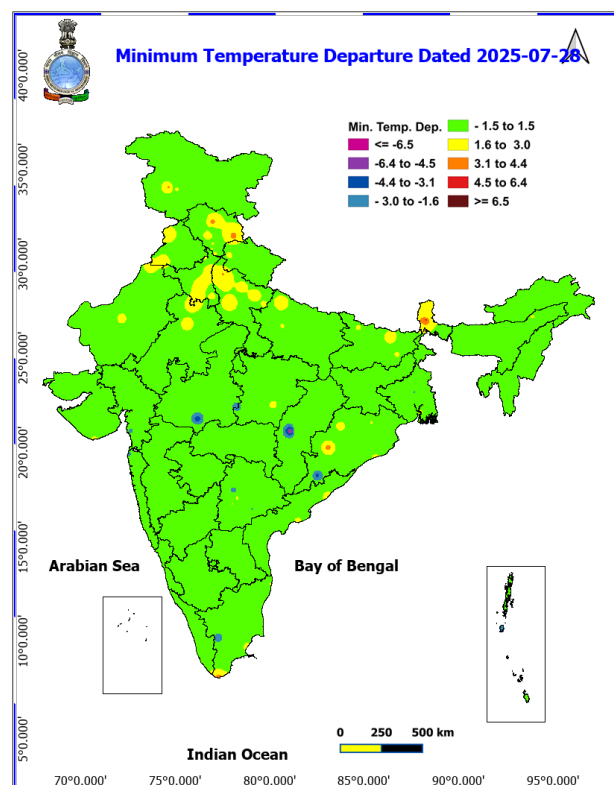 Minimum Temperature Departure Dated 2025-07-28
Min. Temp. Dep.
<= -6.5
-6.4 to -4.5
-4.4 to -3.1
- 3.0 to -1.6
- 1.5 to 1.5
1.6 to 3.0
3.1 to 4.4
4.5 to 6.4
>= 6.5
40°0.000'
35°0.000'
30°0.000'
25°0.000'
20°0.000'
15°0.000'
10°0.000'
5°0.000'
Arabian Sea
Bay of Bengal
Indian Ocean
0 250 500 km
70°0.000' 75°0.000' 80°0.000' 85°0.000' 90°0.000' 95°0.000'